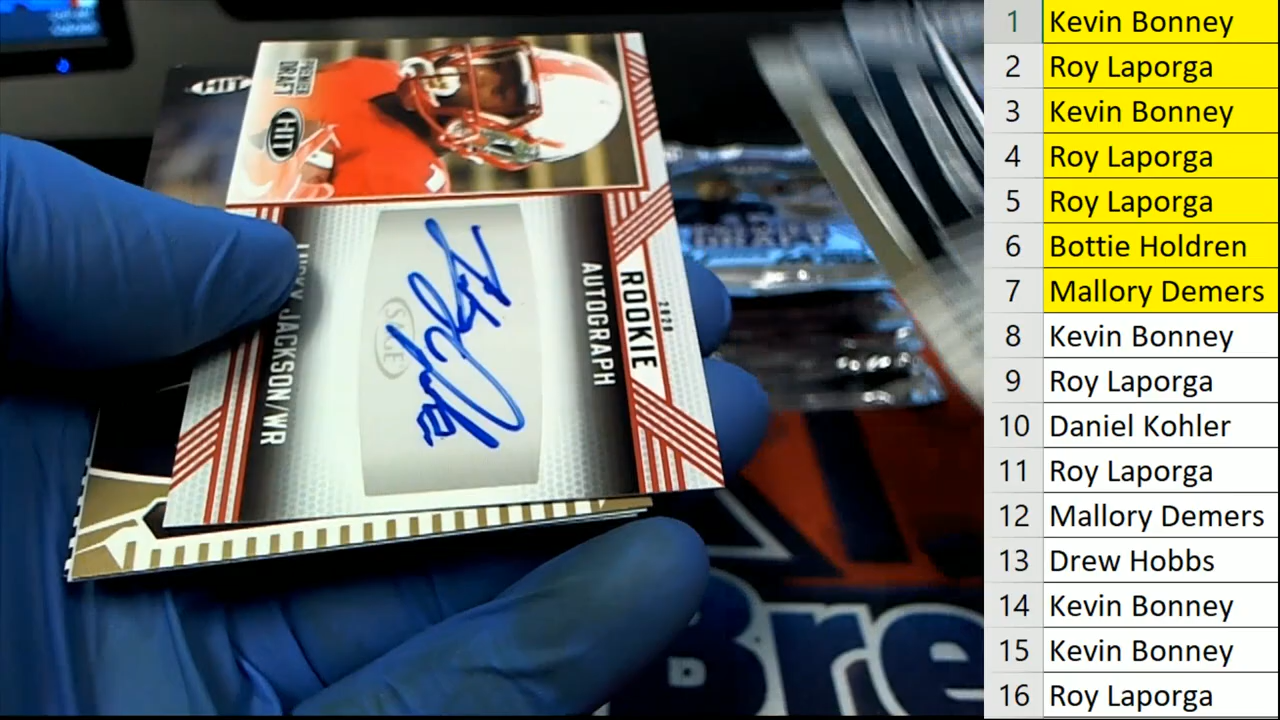 HIT
PREMIER
DRAFT
HIT
2020
ROOKIE
AUTOGRAPH
SAGE
JACKSON/WR
Bre
1 Kevin Bonney
2 Roy Laporga
3 Kevin Bonney
4 Roy Laporga
5 Roy Laporga
6 Bottie Holdren
7 Mallory Demers
8 Kevin Bonney
9 Roy Laporga
10 Daniel Kohler
11 Roy Laporga
12 Mallory Demers
13 Drew Hobbs
14 Kevin Bonney
15 Kevin Bonney
16 Roy Laporga